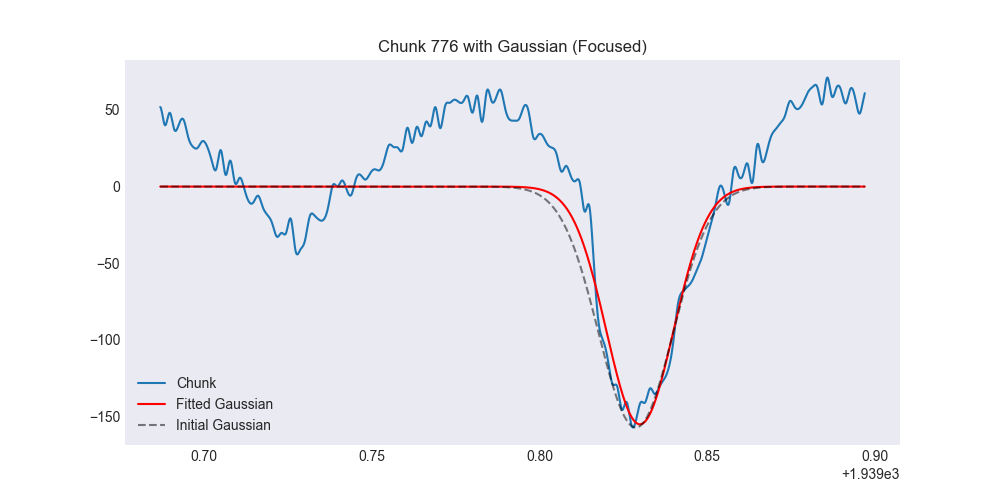 Chunk 776 with Gaussian (Focused)
50
0
−50
−100
−150
Chunk
Fitted Gaussian
Initial Gaussian
0.70 0.75 0.80 0.85 0.90
+1.939e3